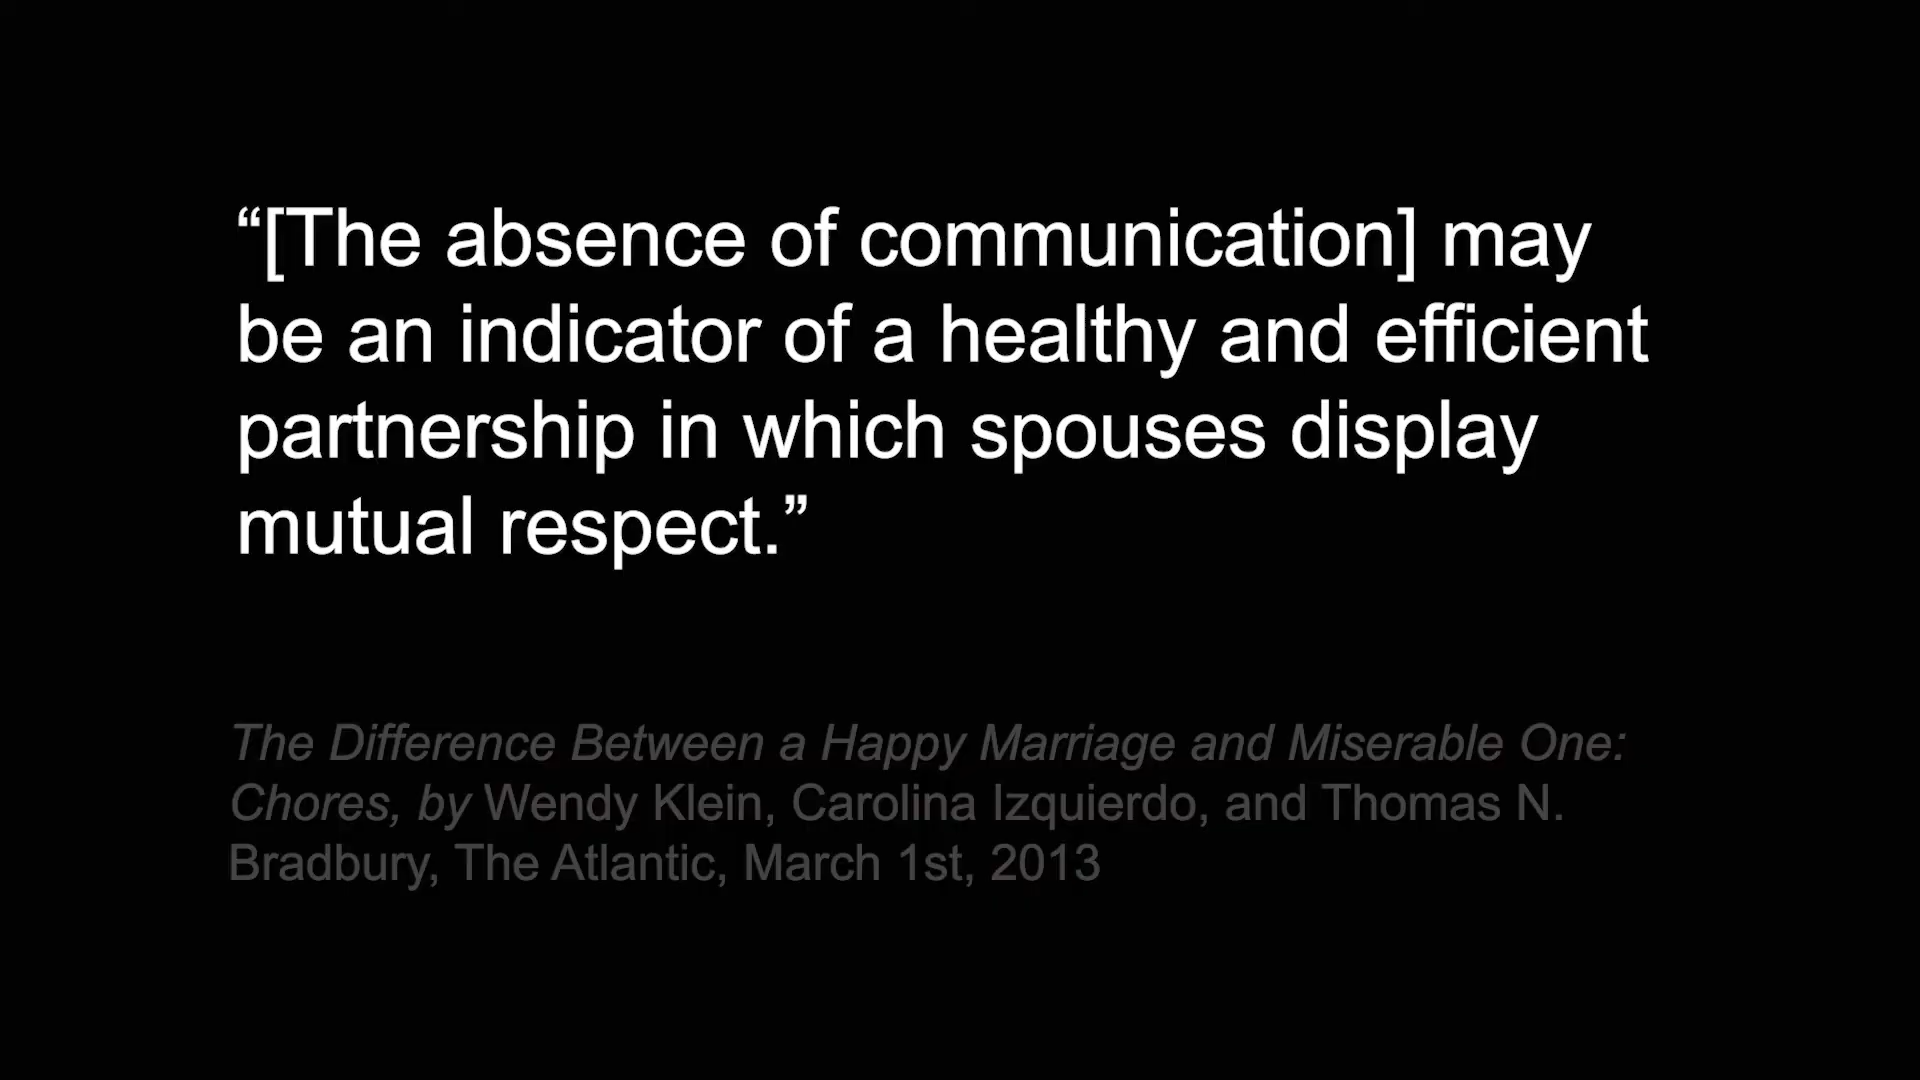 “[The absence of communication] may
be an indicator of a healthy and efficient
partnership in which spouses display
mutual respect.”
The Difference Between a Happy Marriage and Miserable One:
Chores, by Wendy Klein, Carolina Izquierdo, and Thomas N.
Bradbury, The Atlantic, March 1st, 2013